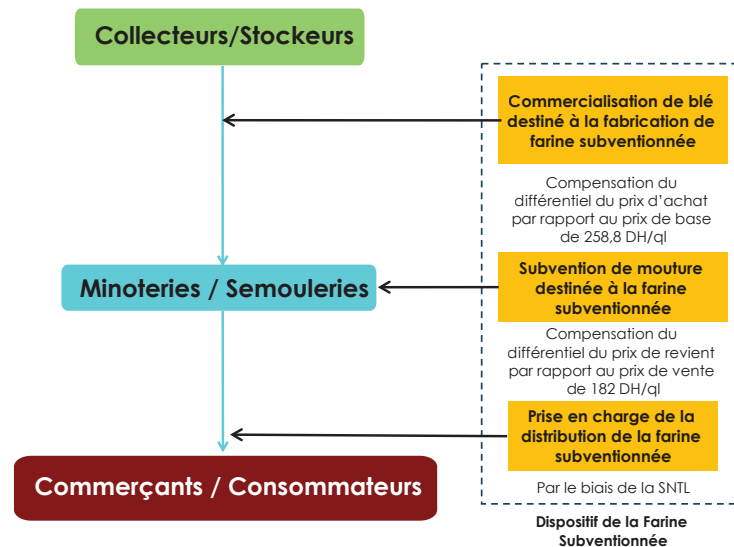 Collecteurs/Stockeurs
Commercialisation de blé
destiné à la fabrication de
farine subventionnée
Compensation du
différentiel du prix d'achat
par rapport au prix de base
de 258,8 DH/ql
Minoteries / Semouleries
Subvention de mouture
destinée à la farine
subventionnée
Compensation du
différentiel du prix de revient
par rapport au prix de vente
de 182 DH/ql
Prise en charge de la
distribution de la farine
subventionnée
Commerçants / Consommateurs
Par le biais de la SNTL
Dispositif de la Farine
Subventionnée